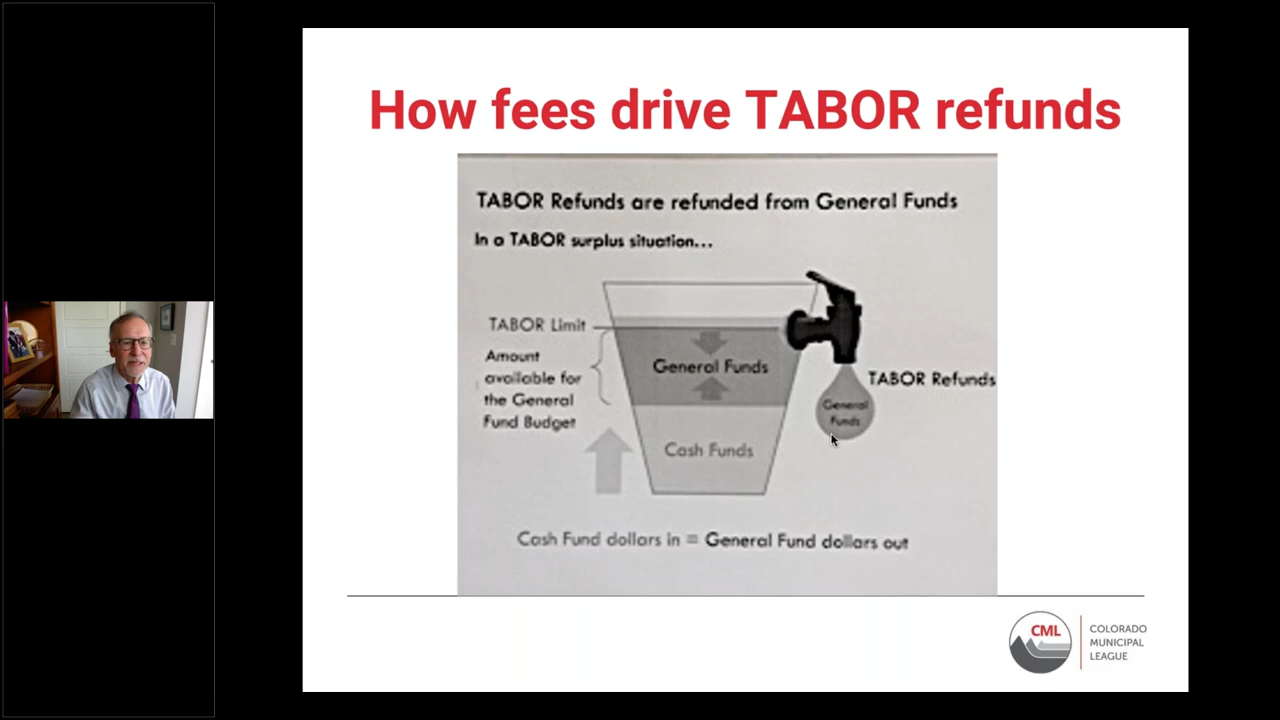 How fees drive TABOR refunds
TABOR Refunds are refunded from General Funds
In a TABOR surplus situation...
TABOR Limit
Amount
available for
the General
Fund Budget
General Funds
Cash Funds
TABOR Refunds
General
Funds
Cash Fund dollars in = General Fund dollars out
CML
COLORADO
MUNICIPAL
LEAGUE